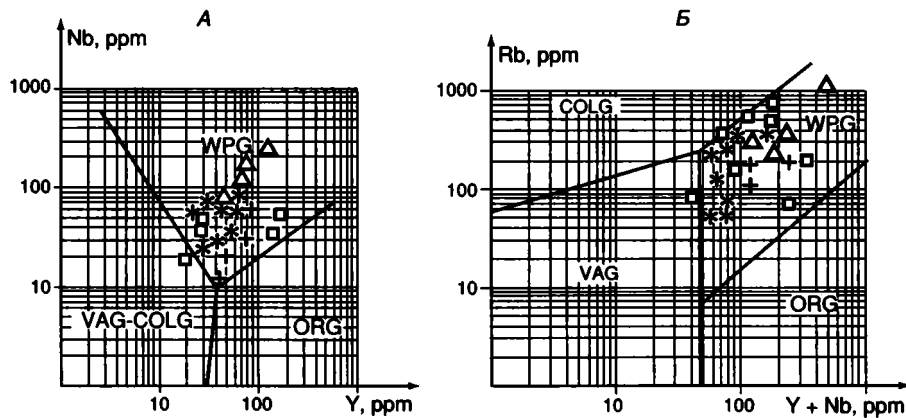 А
Nb, ppm
1000
100
10
WPG
VAG-COLG
ORG
10
100
Y, ppm
Б
Rb, ppm
1000
100
10
COLG
WPG
VAG
ORG
10
100
Y + Nb, ppm